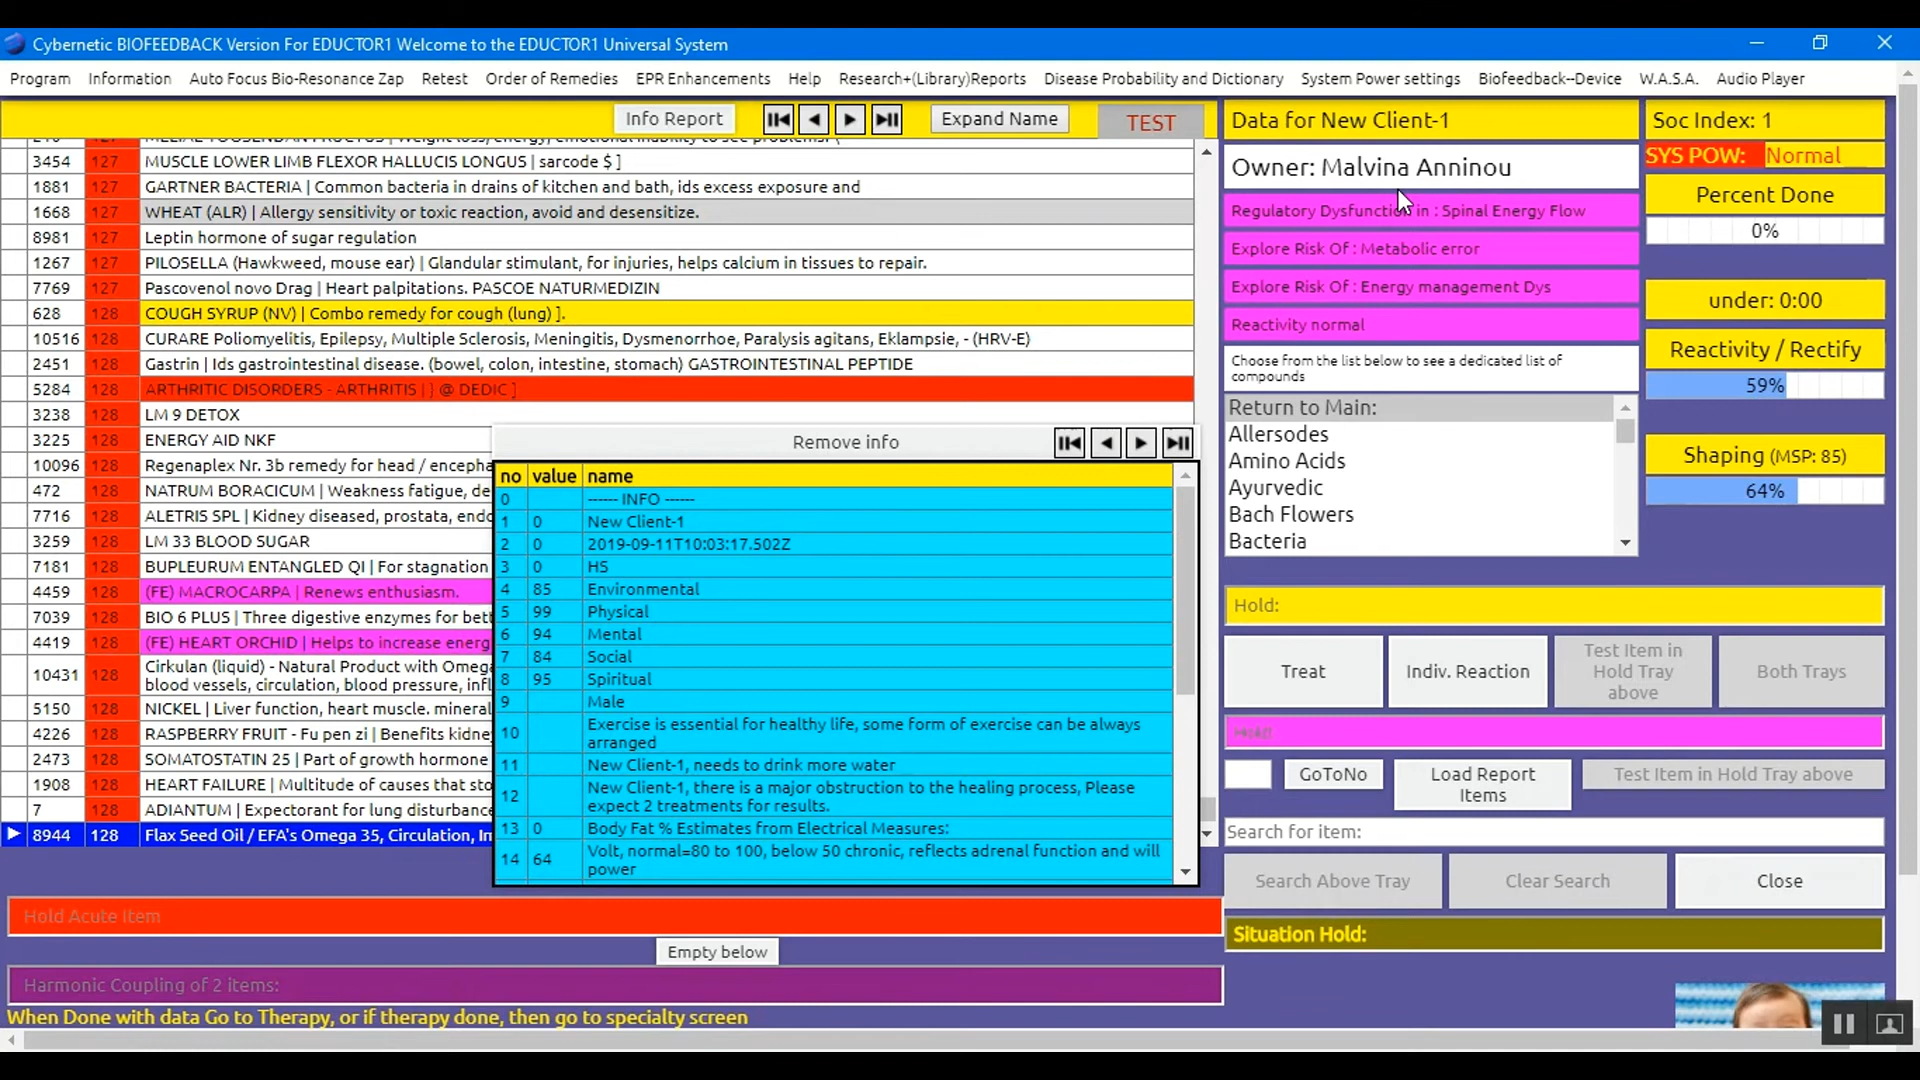 Cybernetic BIOFEEDBACK Version For EDUCTOR1 Welcome to the EDUCTOR1 Universal System
Program Information Auto Focus Bio-Resonance Zap Retest Order of Remedies EPR Enhancements Help Research+(Library)Reports Disease Probability and Dictionary System Power settings Biofeedback--Device W.A.S.A. Audio Player
Info Report Expand Name TEST
3454 127 MUSCLE LOWER LIMB FLEXOR HALLUCIS LONGUS | sarcode $ ]
1881 127 GARTNER BACTERIA | Common bacteria in drains of kitchen and bath, ids excess exposure and
1668 127 WHEAT (ALR) | Allergy sensitivity or toxic reaction, avoid and desensitize.
8981 127 Leptin hormone of sugar regulation
1267 127 PILOSELLA (Hawkweed, mouse ear) | Glandular stimulant, for injuries, helps calcium in tissues to repair.
7769 127 Pascovenol novo Drag | Heart palpitations. PASCOE NATURMEDIZIN
628 128 COUGH SYRUP (NV) | Combo remedy for cough (lung) ].
10516 128 CURARE Poliomyelitis, Epilepsy, Multiple Sclerosis, Meningitis, Dysmenorrhoe, Paralysis agitans, Eklampsie, - (HRV-E)
2451 128 Gastrin | Ids gastrointestinal disease. (bowel, colon, intestine, stomach) GASTROINTESTINAL PEPTIDE
5284 128 ARTHRITIC DISORDERS - ARTHRITIS | } @ DEDIC ]
3238 128 LM 9 DETOX
3225 128 ENERGY AID NKF
10096 128 Regenaplex Nr. 3b remedy for head / encepha
472 128 NATRUM BORACICUM | Weakness fatigue, de
7716 128 ALETRIS SPL | Kidney diseased, prostata, endo
3259 128 LM 33 BLOOD SUGAR
7181 128 BUPLEURUM ENTANGLED QI | For stagnation
4459 128 (FE) MACROCARPA | Renews enthusiasm.
7039 128 BIO 6 PLUS | Three digestive enzymes for bett
4419 128 (FE) HEART ORCHID | Helps to increase energ
10431 128 Cirkulan (liquid) - Natural Product with Omega
blood vessels, circulation, blood pressure, infl
5150 128 NICKEL | Liver function, heart muscle. mineral
4226 128 RASPBERRY FRUIT - Fu pen zi | Benefits kidne
2473 128 SOMATOSTATIN 25 | Part of growth hormone
1908 128 HEART FAILURE | Multitude of causes that sto
7 128 ADIANTUM | Expectorant for lung disturbance
8944 128 Flax Seed Oil / EFA's Omega 35, Circulation, Im
Remove info
no value name
0 ------ INFO ------
1 0 New Client-1
2 0 2019-09-11T10:03:17.502Z
3 0 HS
4 85 Environmental
5 99 Physical
6 94 Mental
7 84 Social
8 95 Spiritual
9 Male
10 Exercise is essential for healthy life, some form of exercise can be always
arranged
11 New Client-1, needs to drink more water
12 New Client-1, there is a major obstruction to the healing process, Please
expect 2 treatments for results.
13 0 Body Fat % Estimates from Electrical Measures:
14 64 Volt, normal=80 to 100, below 50 chronic, reflects adrenal function and will
power
Hold Acute Item
Empty below
Harmonic Coupling of 2 items:
When Done with data Go to Therapy, or if therapy done, then go to specialty screen
Data for New Client-1
Owner: Malvina Anninou
Regulatory Dysfunction in : Spinal Energy Flow
Explore Risk Of : Metabolic error
Explore Risk Of : Energy management Dys
Reactivity normal
Choose from the list below to see a dedicated list of
compounds
Return to Main:
Allersodes
Amino Acids
Ayurvedic
Bach Flowers
Bacteria
Soc Index: 1
SYS POW: Normal
Percent Done
0%
under: 0:00
Reactivity / Rectify
59%
Shaping (MSP: 85)
64%
Hold:
Treat
Indiv. Reaction
Test Item in
Hold Tray
above
Both Trays
GoToNo
Load Report
Items
Test Item in Hold Tray above
Search for item:
Search Above Tray
Clear Search
Close
Situation Hold: